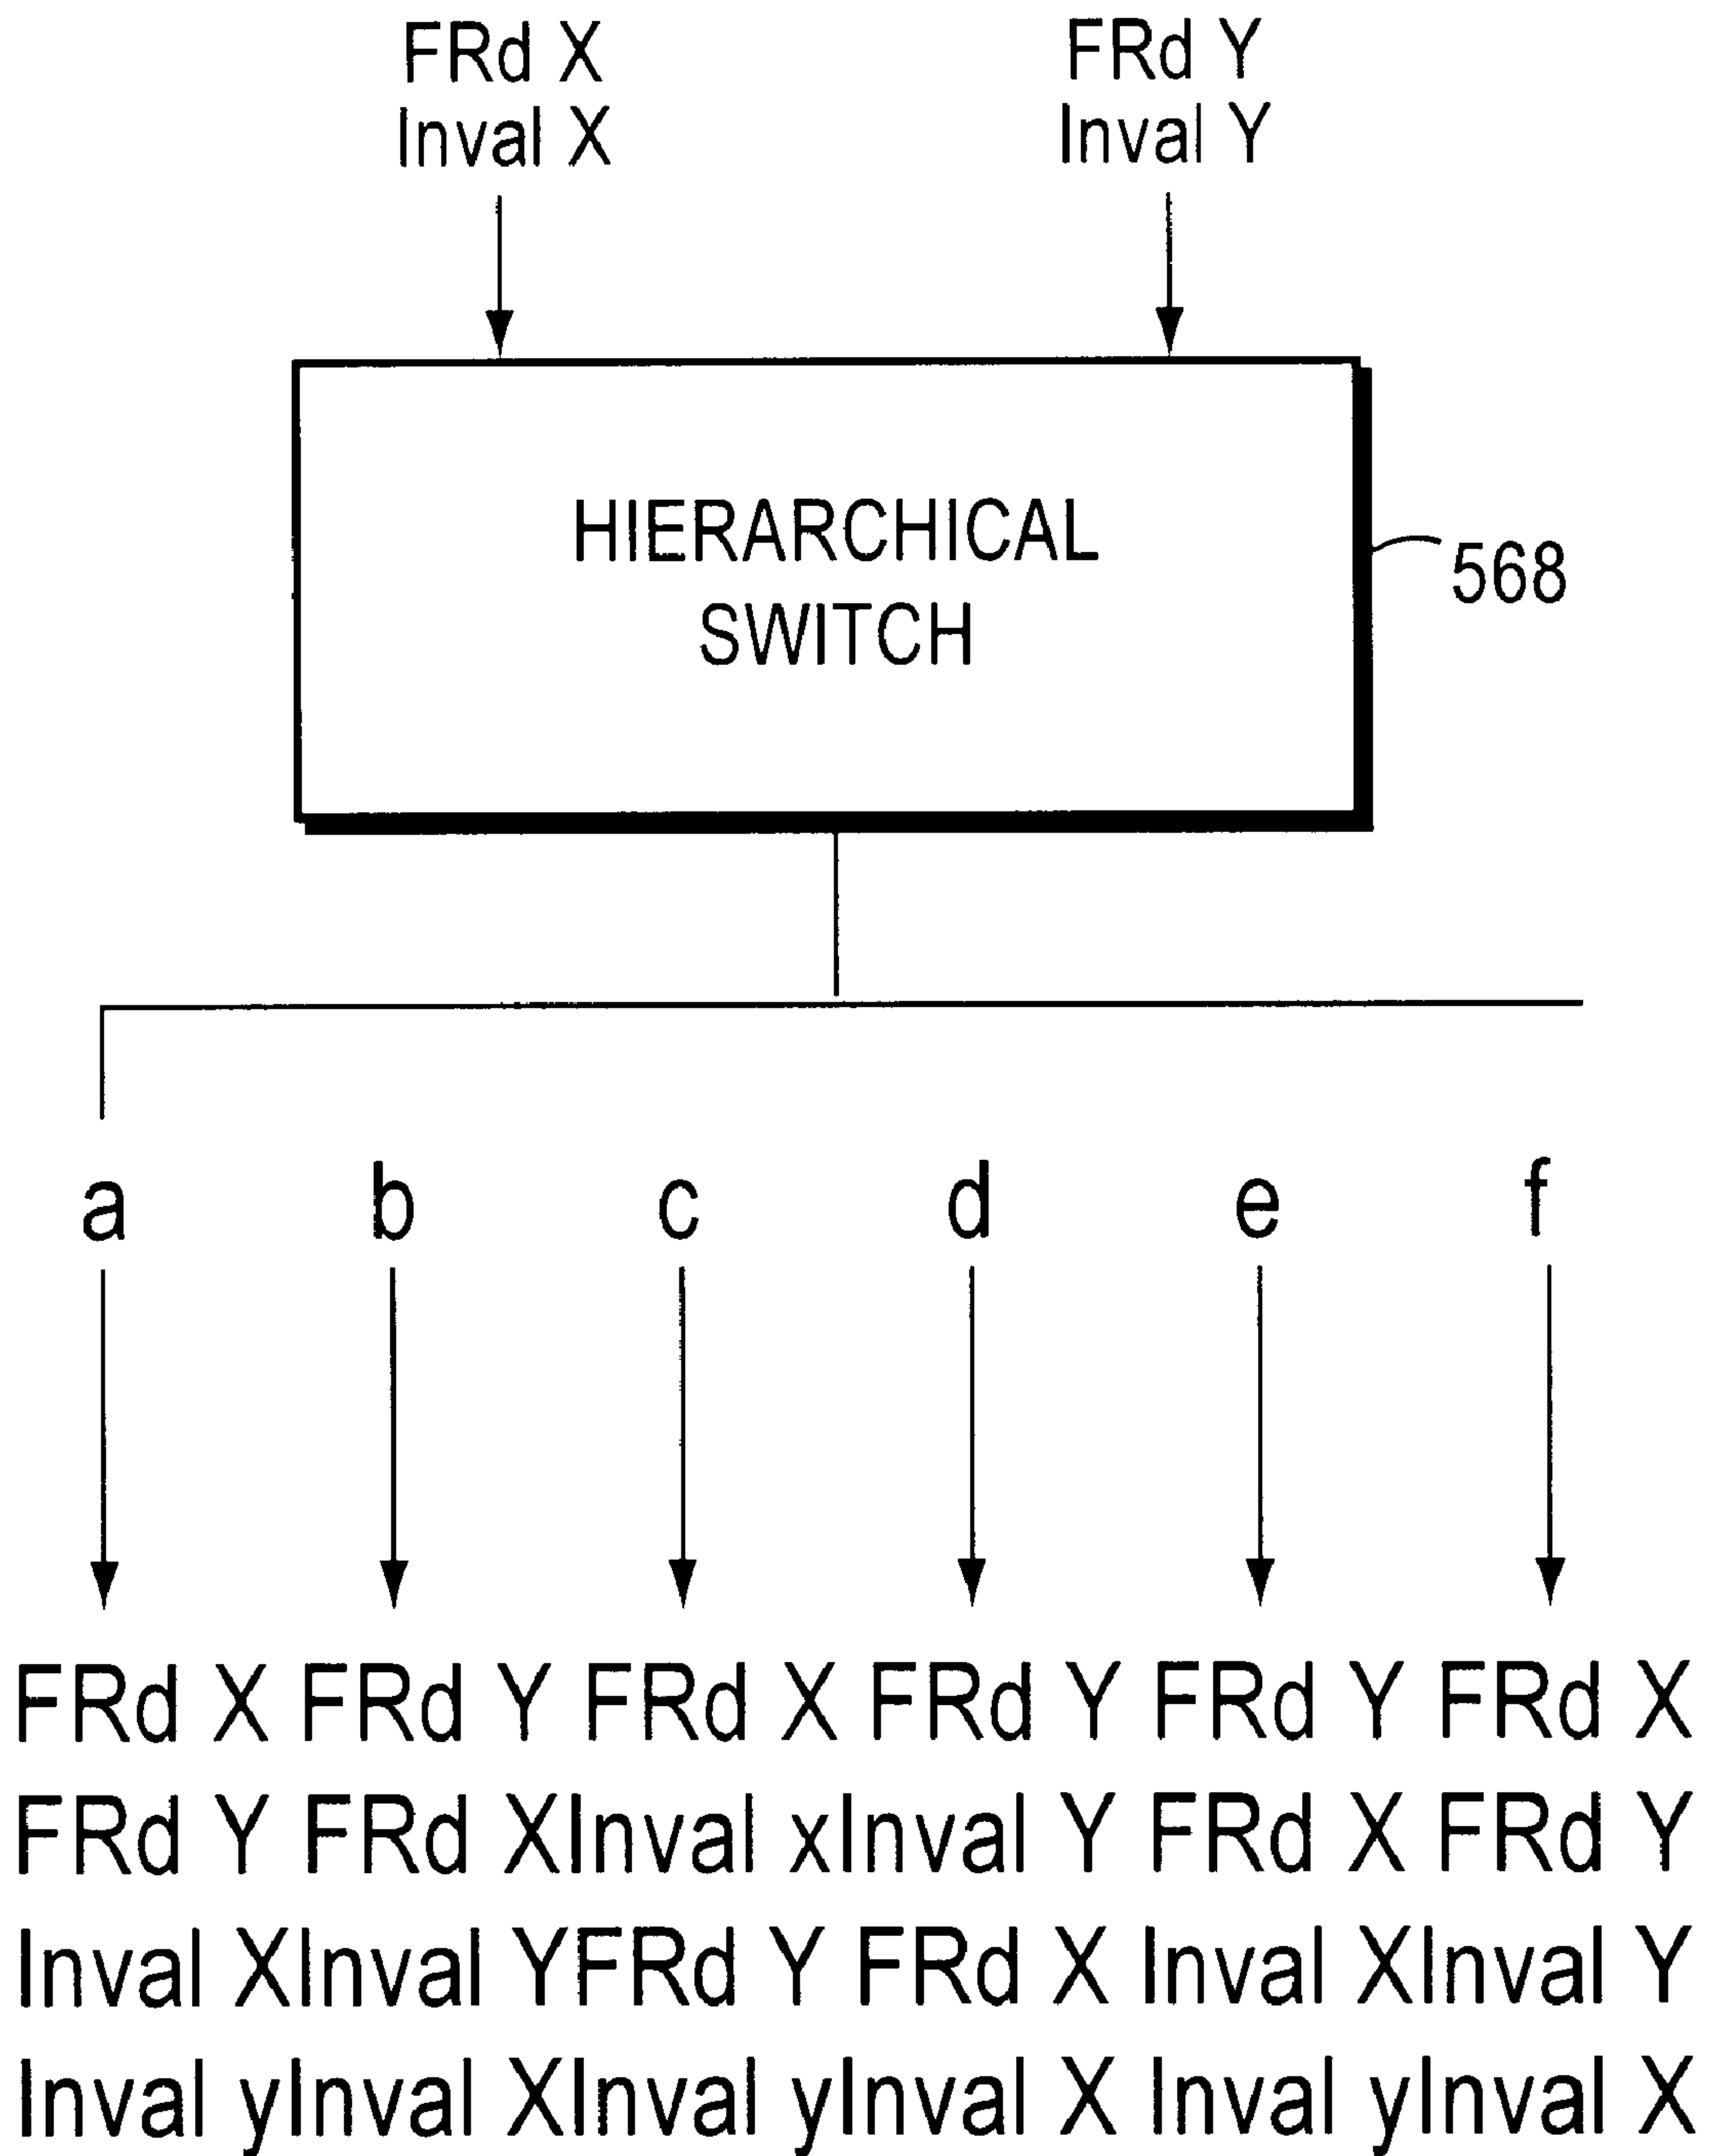 FRd X
Inval X
FRd Y
Inval Y
HIERARCHICAL
SWITCH
568
a b c d e f
FRd X FRd Y FRd X FRd Y FRd Y FRd X
FRd Y FRd XInval xInval Y FRd X FRd Y
Inval XInval YFRd Y FRd X Inval XInval Y
Inval yInval XInval yInval X Inval yInval X